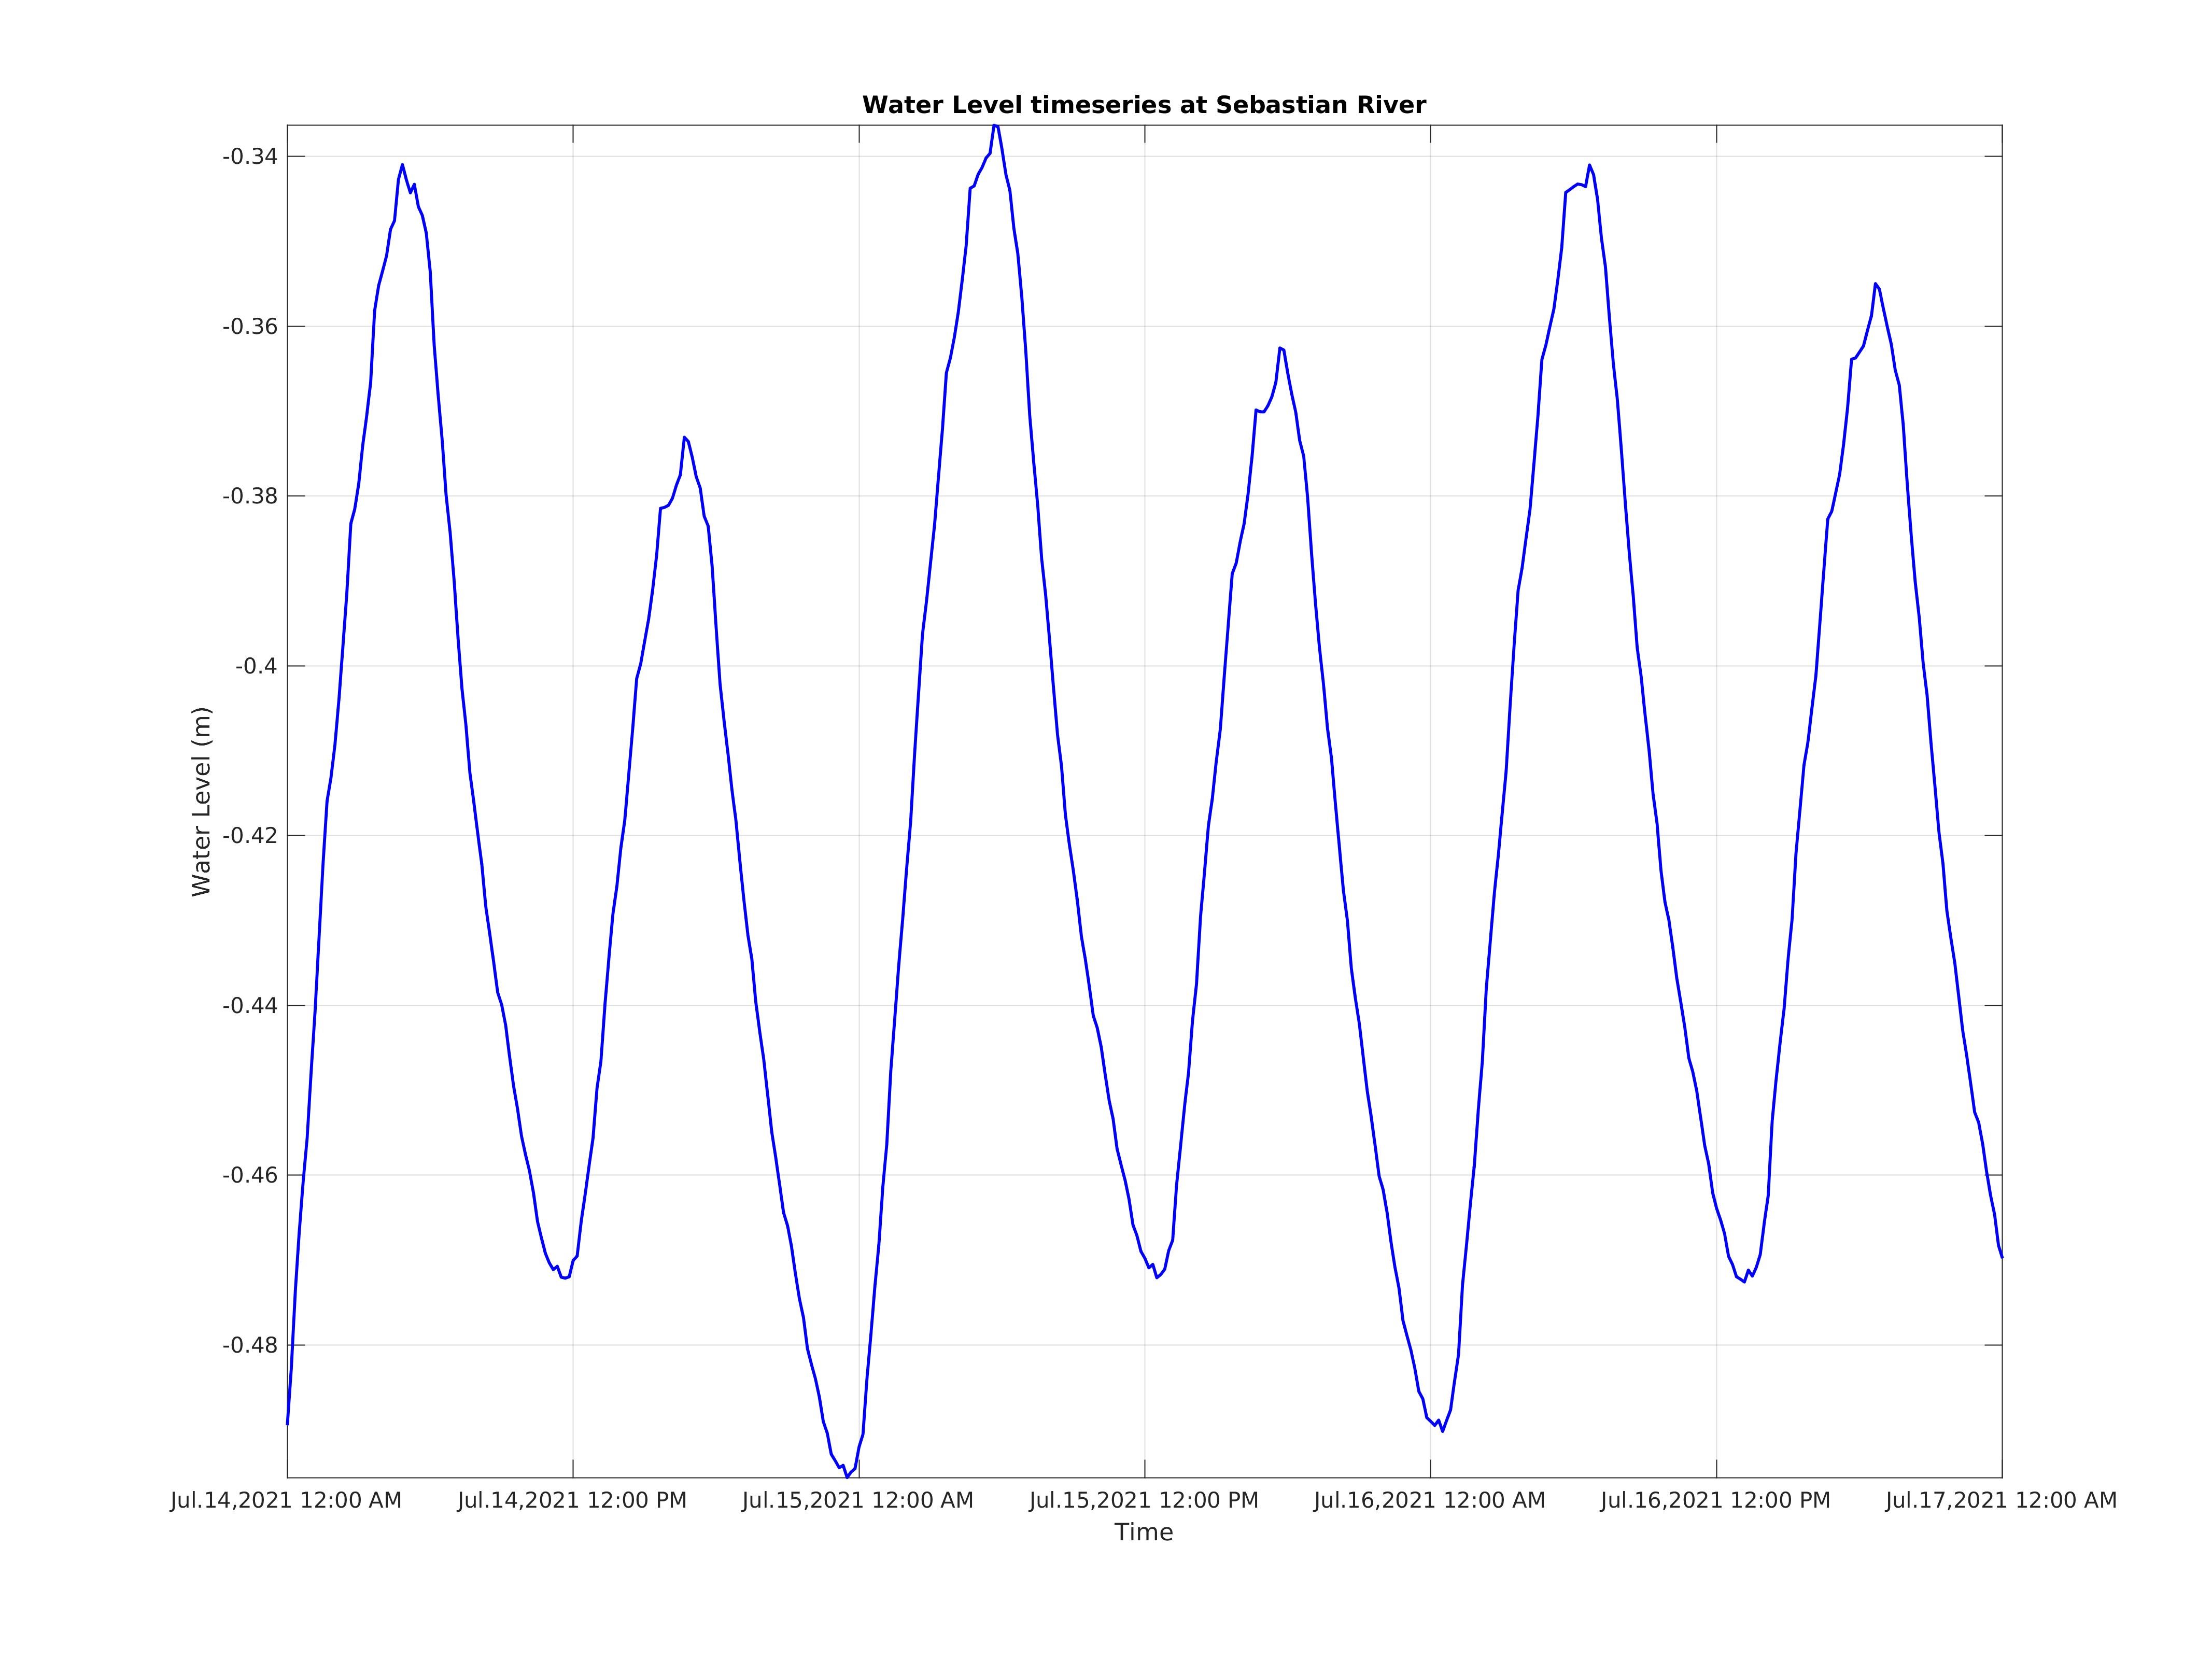 Water Level timeseries at Sebastian River
-0.34
-0.36
-0.38
-0.4
-0.42
-0.44
-0.46
-0.48
Water Level (m)
Jul.14,2021 12:00 AM
Jul.14,2021 12:00 PM
Jul.15,2021 12:00 AM
Jul.15,2021 12:00 PM
Jul.16,2021 12:00 AM
Jul.16,2021 12:00 PM
Jul.17,2021 12:00 AM
Time